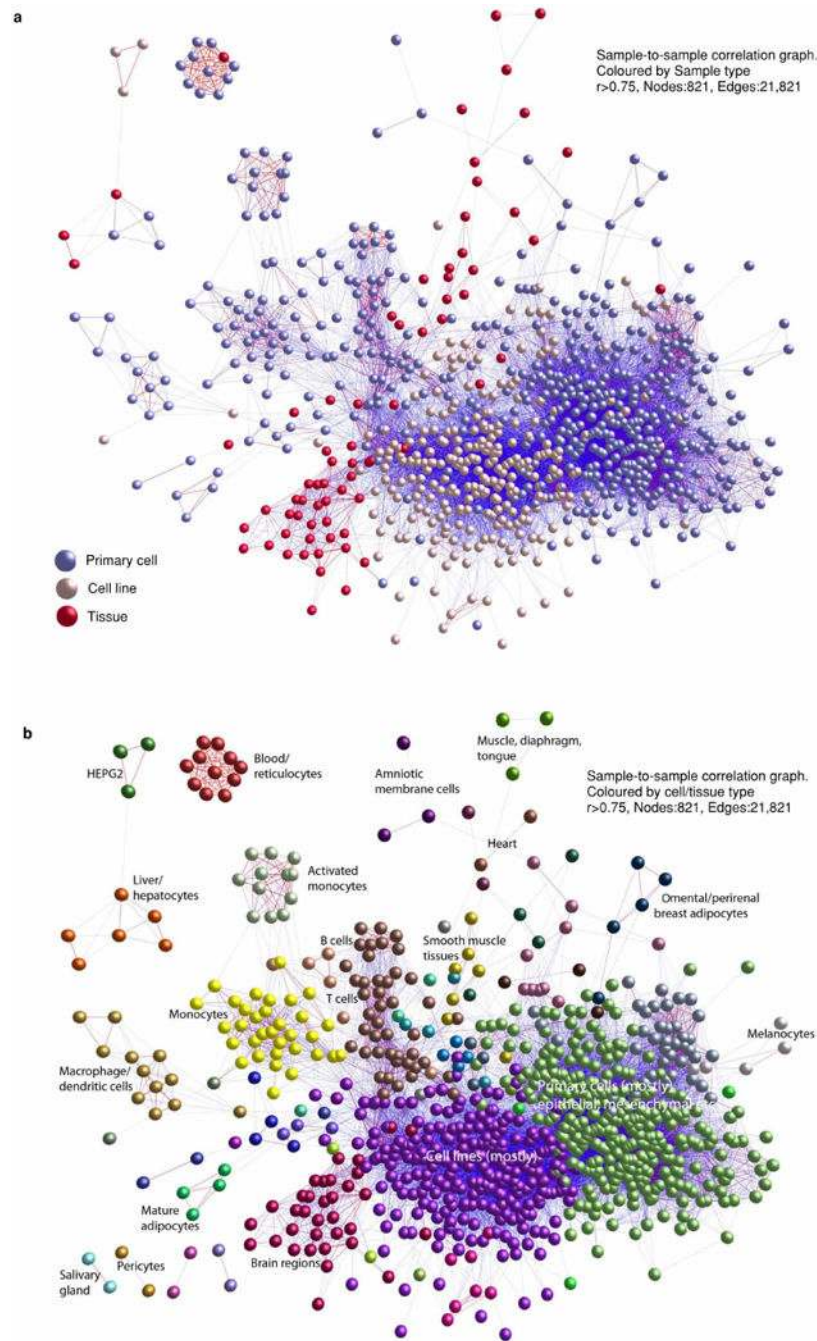 a
Sample-to-sample correlation graph.
Coloured by Sample type
r>0.75, Nodes:821, Edges:21,821
Primary cell
Cell line
Tissue
b
HEPG2
Blood/
reticulocytes
Amniotic
membrane cells
Muscle, diaphragm,
tongue
Sample-to-sample correlation graph.
Coloured by cell/tissue type
r>0.75, Nodes:821, Edges:21,821
Heart
Liver/
hepatocytes
Activated
monocytes
Omental/perirenal
breast adipocytes
B cells
Smooth muscle
tissues
T cells
Monocytes
Melanocytes
Macrophage/
dendritic cells
Primary cells (mostly)
epithelial, mesenchymal
Cell lines (mostly)
Mature
adipocytes
Brain regions
Salivary
gland
Pericytes